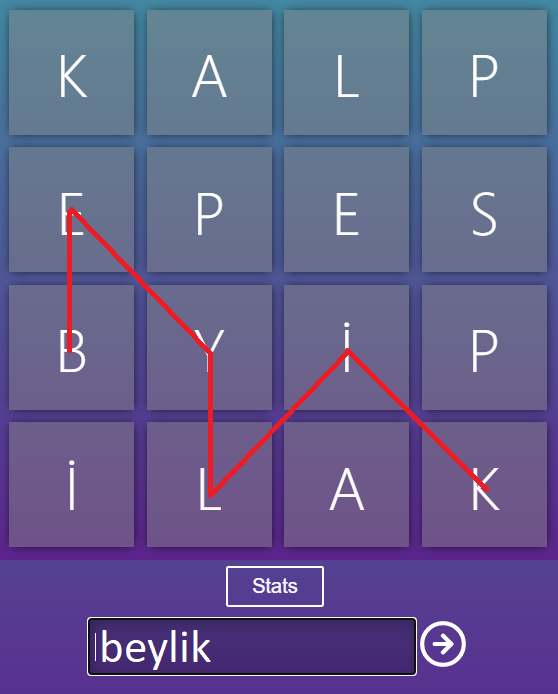 K A L P
E P E S
B Y İ P
İ L A K
Stats
beylik